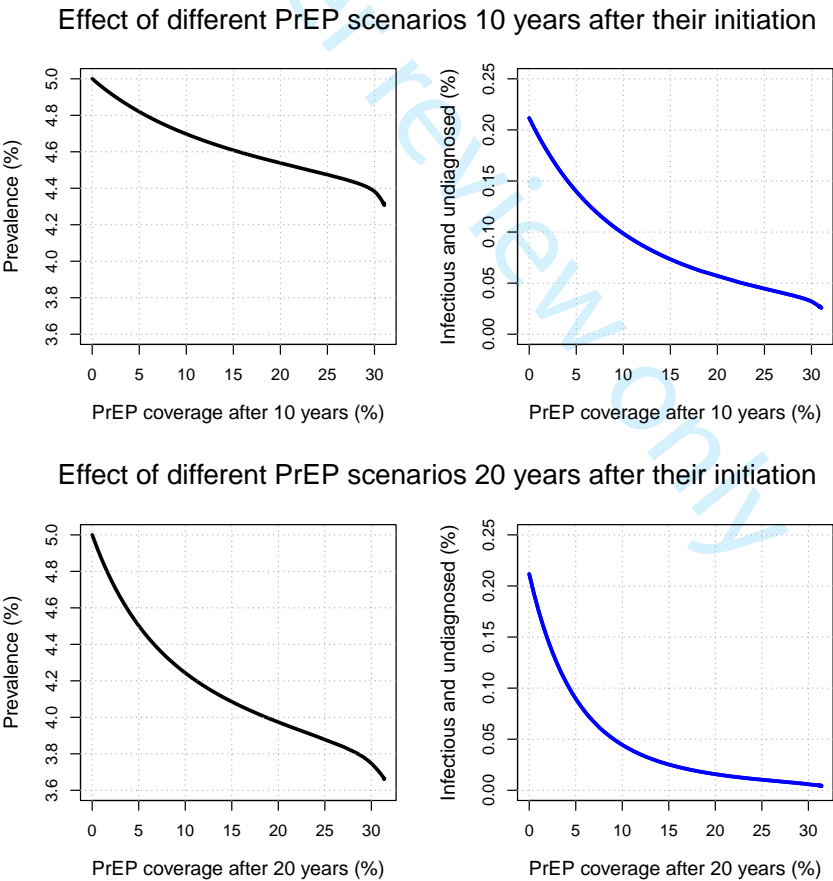 Effect of different PrEP scenarios 10 years after their initiation
Prevalence (%)
5.0
4.8
4.6
4.4
4.2
4.0
3.8
3.6
0 5 10 15 20 25 30
PrEP coverage after 10 years (%)
Infectious and undiagnosed (%)
0.25
0.20
0.15
0.10
0.05
0.00
0 5 10 15 20 25 30
PrEP coverage after 10 years (%)
Effect of different PrEP scenarios 20 years after their initiation
Prevalence (%)
5.0
4.8
4.6
4.4
4.2
4.0
3.8
3.6
0 5 10 15 20 25 30
PrEP coverage after 20 years (%)
Infectious and undiagnosed (%)
0.25
0.20
0.15
0.10
0.05
0.00
0 5 10 15 20 25 30
PrEP coverage after 20 years (%)
review only